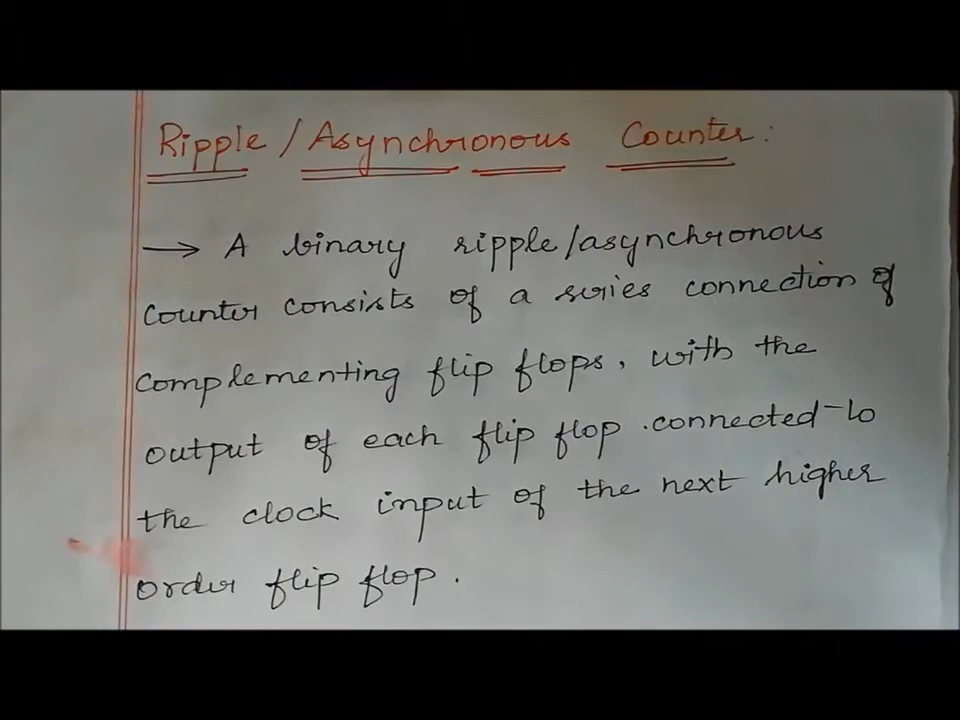 Ripple / Asynchronous Counter:
→ A binary ripple/asynchronous
counter consists of a series connection of
complementing flip flops, with the
output of each flip flop .connected to
the clock input of the next higher
order flip flop.